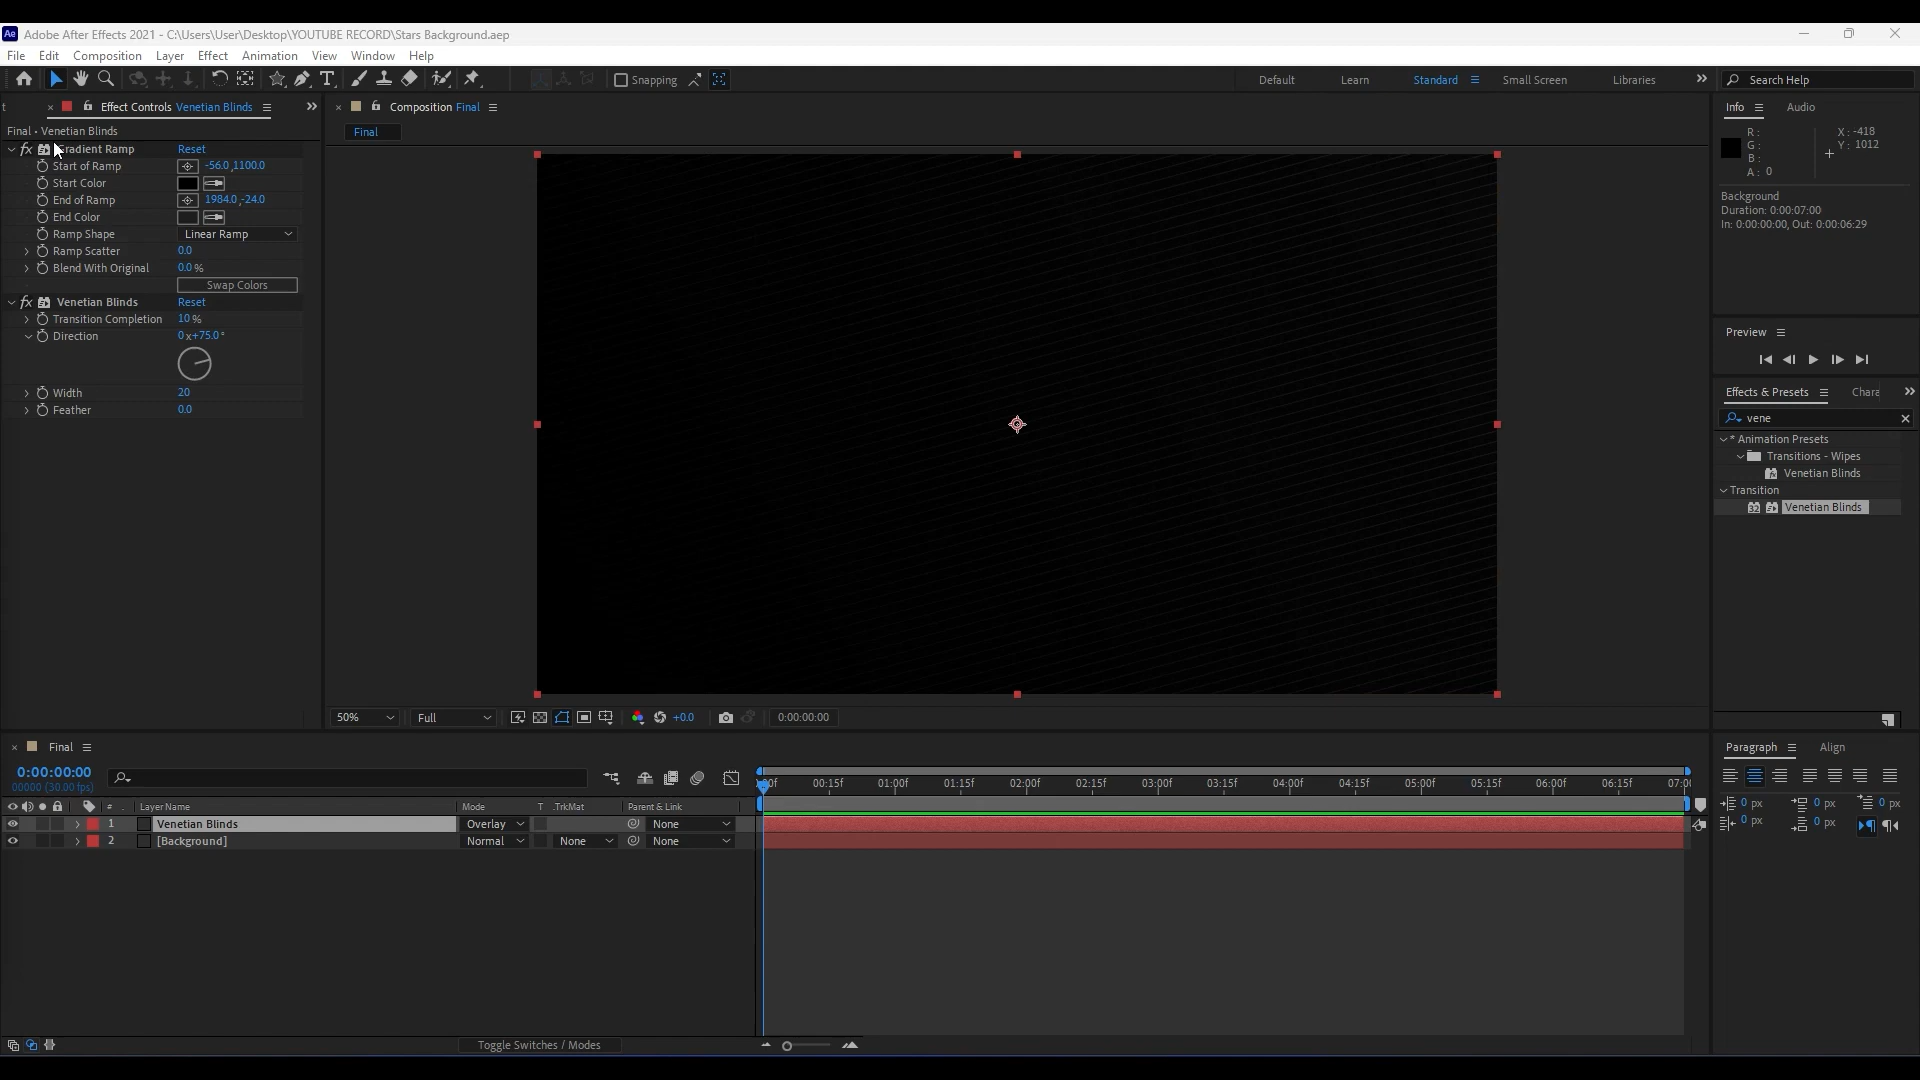 Adobe After Effects 2021 - C:\Users\User\Desktop\YOUTUBE RECORD\Stars Background.aep
File Edit Composition Layer Effect Animation View Window Help
Snapping Default Learn Standard Small Screen Libraries Search Help
Effect Controls Venetian Blinds
Final • Venetian Blinds
fx Gradient Ramp Reset
Start of Ramp -56.0,1100.0
Start Color
End of Ramp 1984.0,-24.0
End Color
Ramp Shape Linear Ramp
Ramp Scatter 0.0
Blend With Original 0.0 %
Swap Colors
fx Venetian Blinds Reset
Transition Completion 10 %
Direction 0x+75.0°
Width 20
Feather 0.0
Composition Final
Final
50% Full +0.0 0:00:00:00
Info Audio
R: X: -418
G: Y: 1012
B:
A: 0
Background
Duration: 0:00:07:00
In: 0:00:00:00, Out: 0:00:06:29
Preview
Effects & Presets Chara
vene
* Animation Presets
Transitions - Wipes
Venetian Blinds
Transition
32 Venetian Blinds
Final
0:00:00:00
00000 (30.00 fps)
:00f 00:15f 01:00f 01:15f 02:00f 02:15f 03:00f 03:15f 04:00f 04:15f 05:00f 05:15f 06:00f 06:15f 07:00
# Layer Name Mode T .TrkMat Parent & Link
1 Venetian Blinds Overlay None
2 [Background] Normal None None
Toggle Switches / Modes
Paragraph Align
0 px 0 px 0 px
0 px 0 px